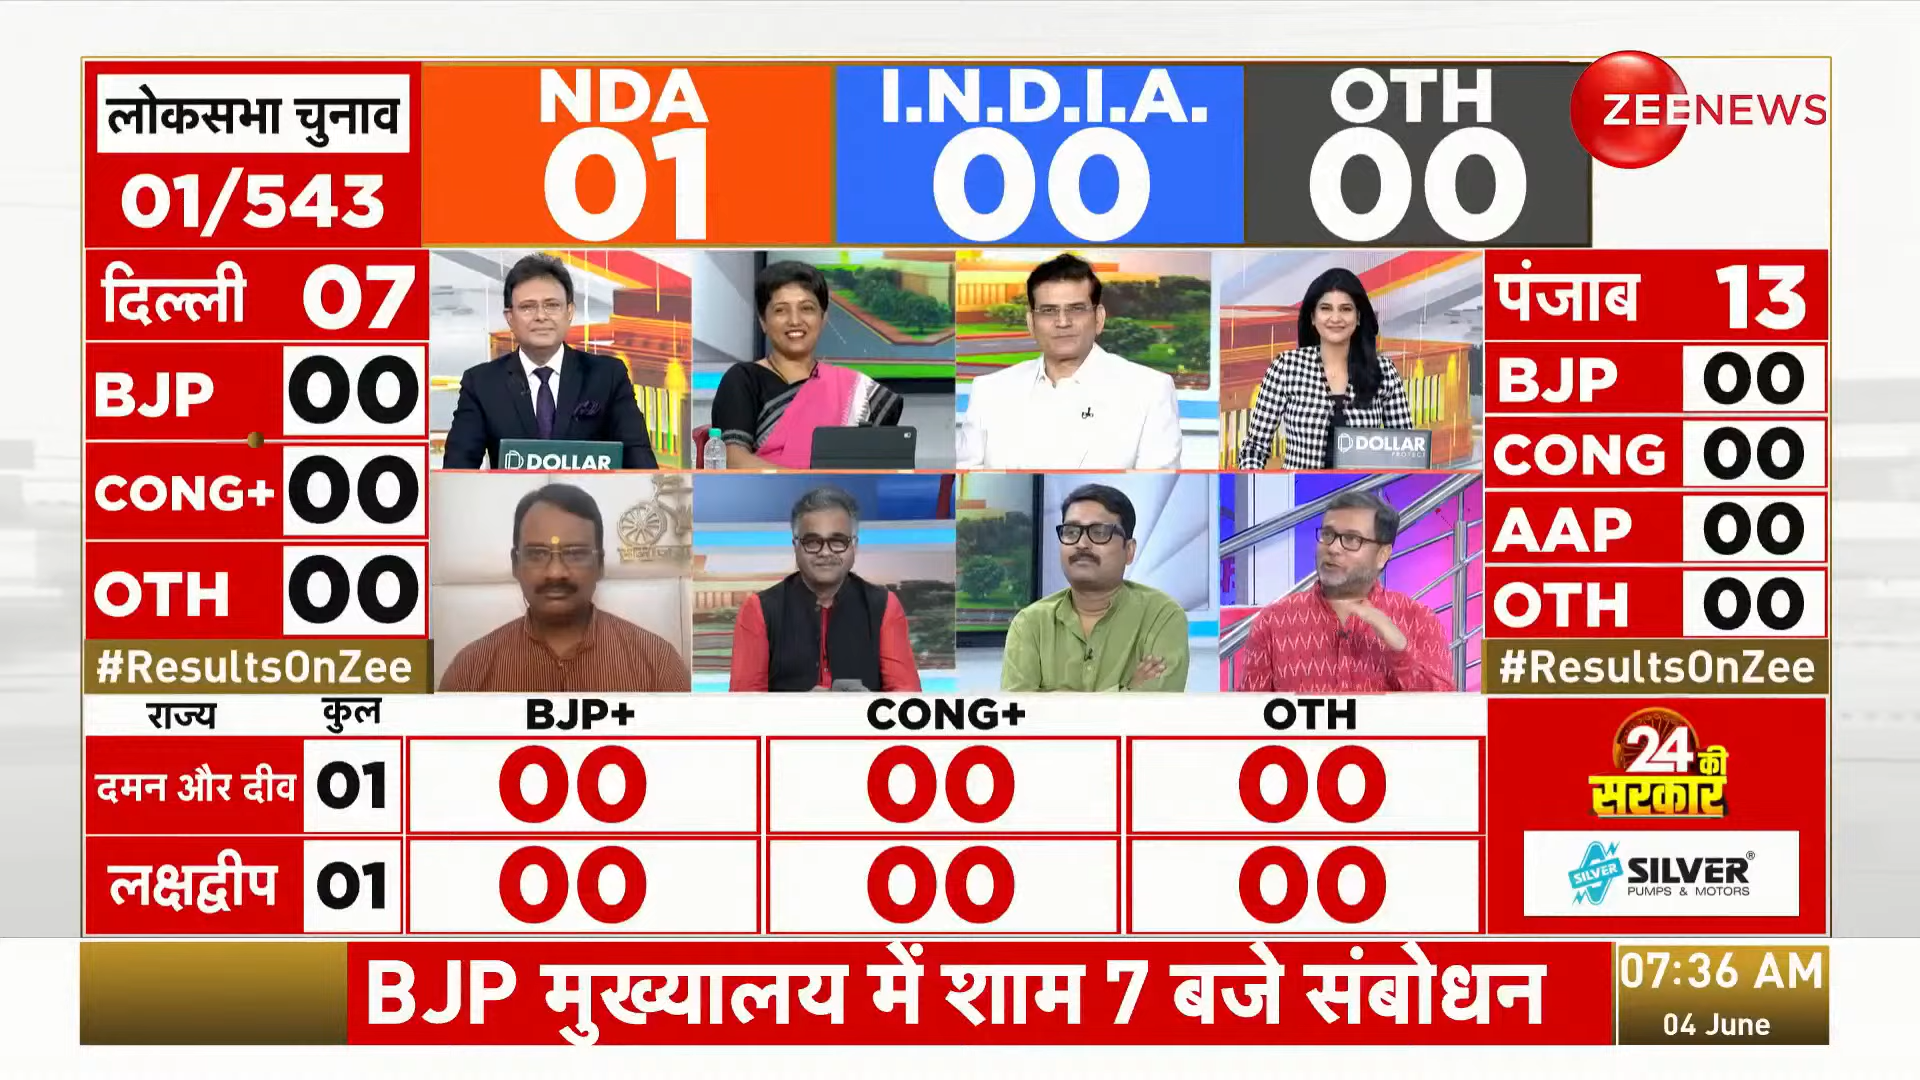 लोकसभा चुनाव
01/543
NDA
01
I.N.D.I.A.
00
OTH
00
ZEENEWS
दिल्ली 07
BJP 00
CONG+ 00
OTH 00
#ResultsOnZee
DOLLAR
DOLLAR
PROTECT
पंजाब 13
BJP 00
CONG 00
AAP 00
OTH 00
#ResultsOnZee
राज्य कुल BJP+ CONG+ OTH
दमन और दीव 01 00 00 00
लक्षद्वीप 01 00 00 00
24 की
सरकार
SILVER
SILVER®
PUMPS & MOTORS
BJP मुख्यालय में शाम 7 बजे संबोधन
07:36 AM
04 June